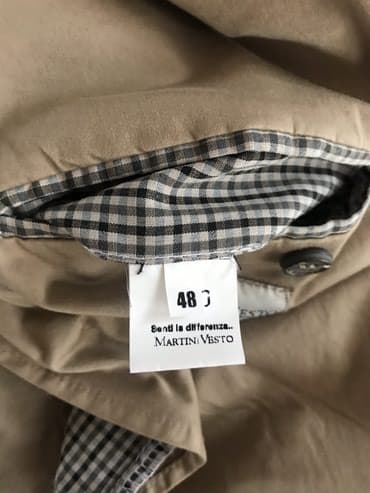 48
Senti la differenza..
MARTINI VESTO